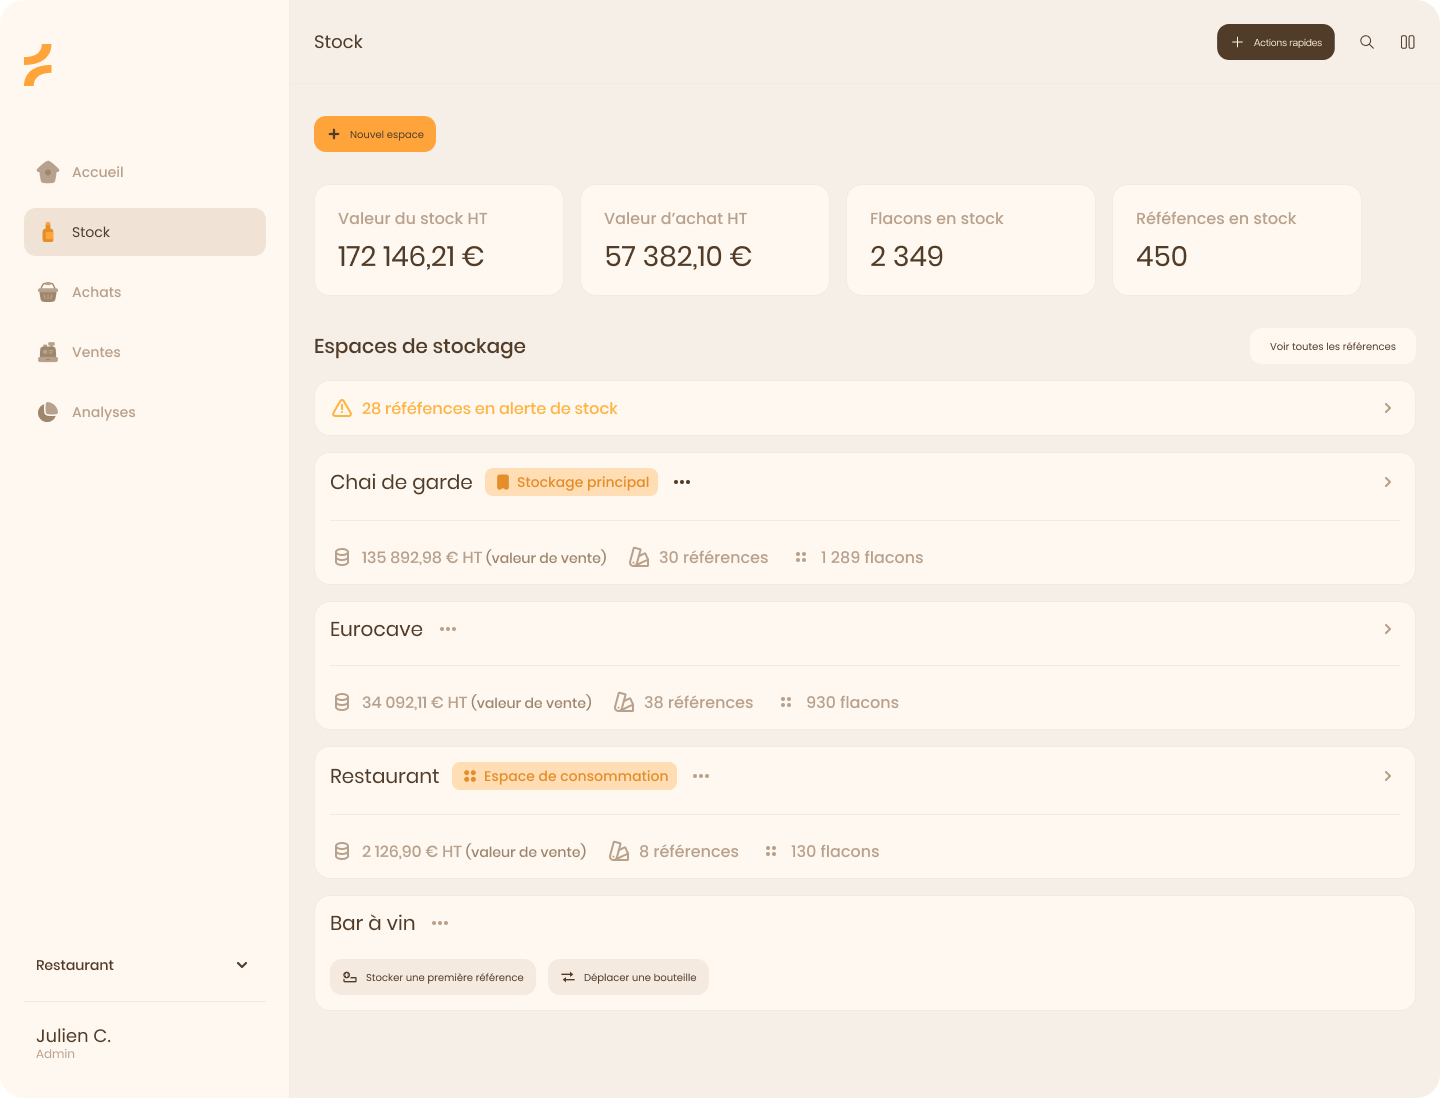 Stock
Actions rapides
Accueil
Stock
Achats
Ventes
Analyses
Restaurant
Julien C.
Admin
Nouvel espace
Valeur du stock HT
172 146,21 €
Valeur d’achat HT
57 382,10 €
Flacons en stock
2 349
Référefences en stock
450
Espaces de stockage
Voir toutes les références
28 référefences en alerte de stock
Chai de garde
Stockage principal
135 892,98 € HT (valeur de vente)
30 références
1 289 flacons
Eurocave
34 092,11 € HT (valeur de vente)
38 références
930 flacons
Restaurant
Espace de consommation
2 126,90 € HT (valeur de vente)
8 références
130 flacons
Bar à vin
Stocker une première référence
Déplacer une bouteille